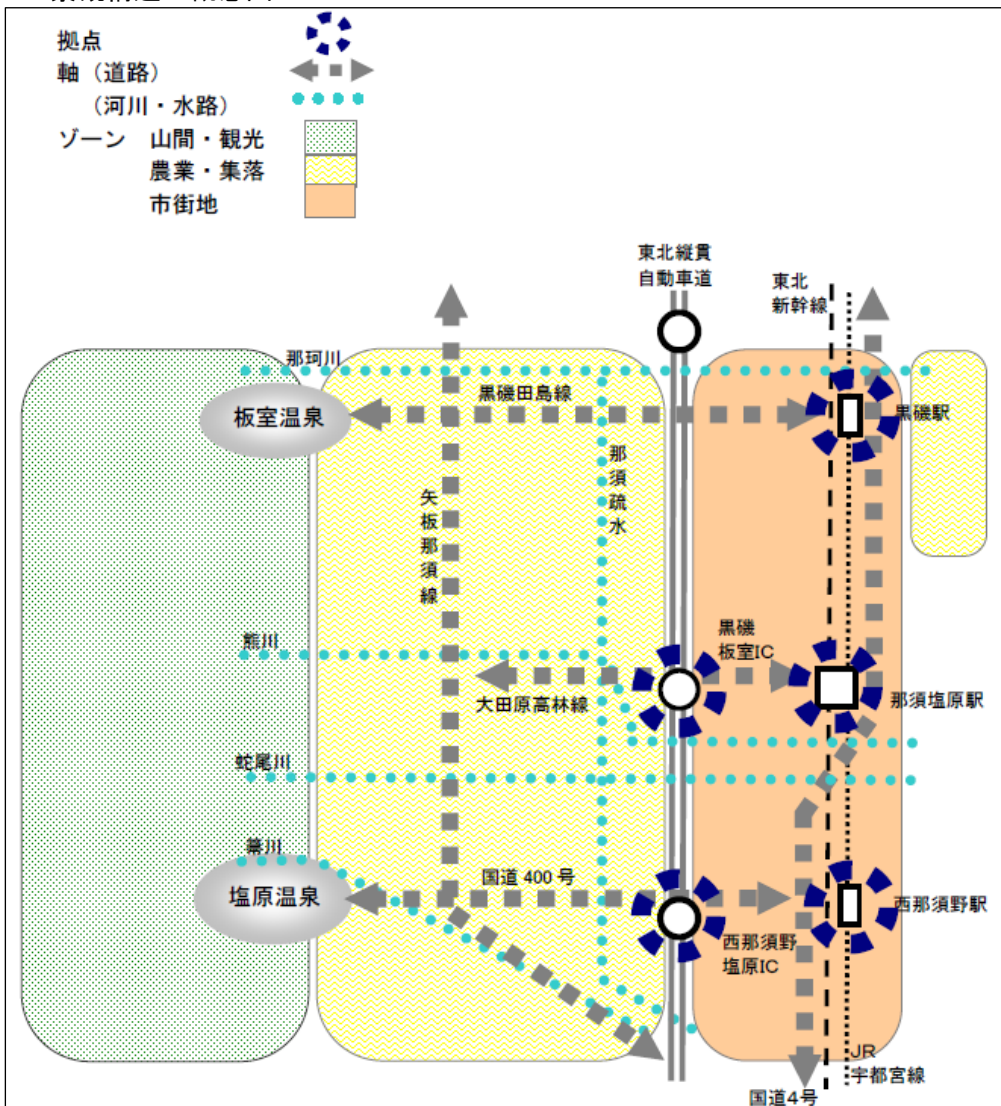 拠点
軸（道路）
（河川・水路）
ゾーン　山間・観光
農業・集落
市街地
東北縦貫
自動車道
東北
新幹線
那珂川
板室温泉
黒磯田島線
黒磯駅
矢板那須線
那須疏水
熊川
黒磯
板室IC
大田原高林線
那須塩原駅
蛇尾川
箒川
塩原温泉
国道400号
西那須野駅
西那須野
塩原IC
JR
宇都宮線
国道4号